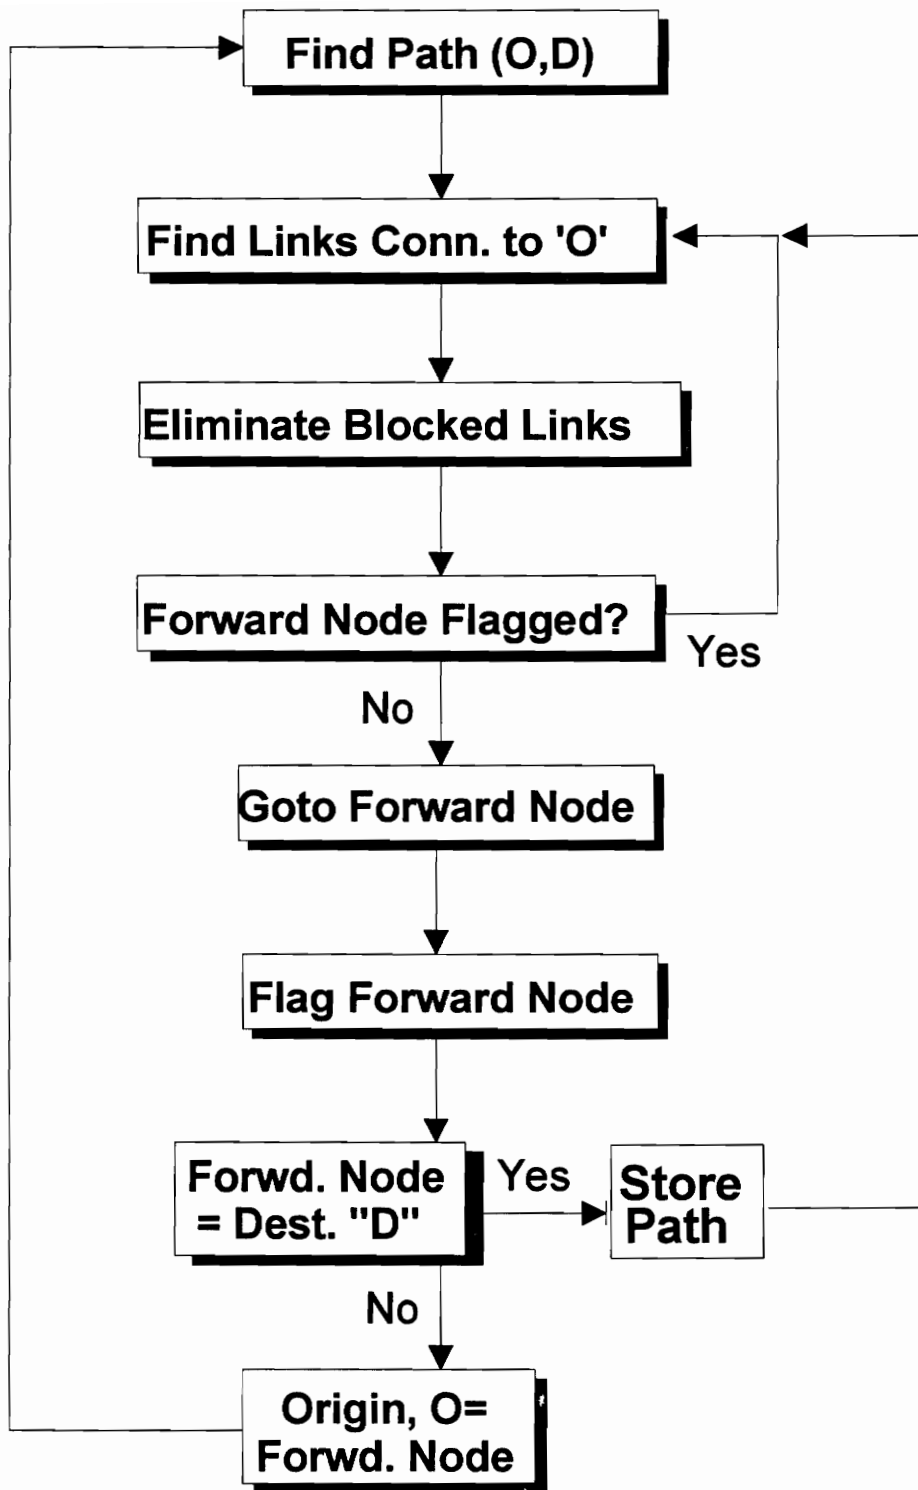 Find Path (O,D)
Find Links Conn. to 'O'
Eliminate Blocked Links
Forward Node Flagged?
Yes
No
Goto Forward Node
Flag Forward Node
Forwd. Node
= Dest. "D"
Yes
Store
Path
No
Origin, O=
Forwd. Node